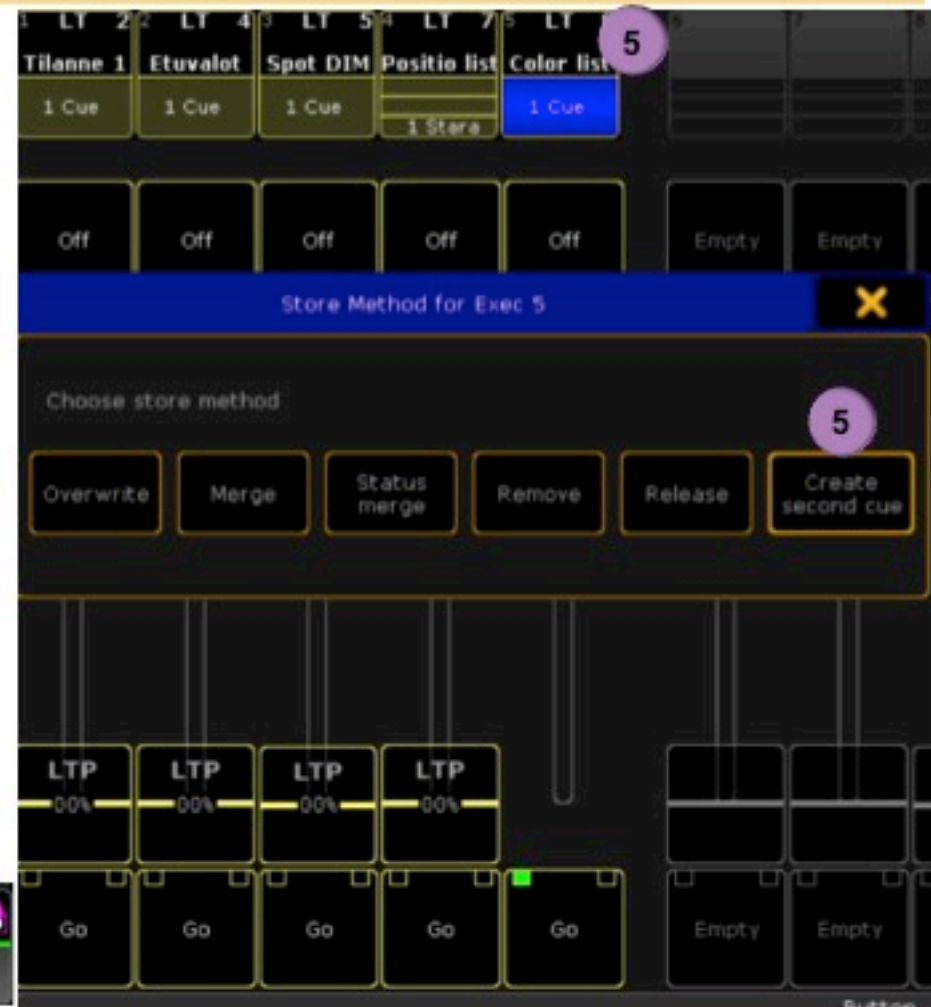 1 LT 2 2 LT 4 3 LT 5 4 LT 7 5 LT 5 6 7 8
Tilanne 1 Etuvalot Spot DIM Positio list Color list
1 Cue 1 Cue 1 Cue 1 Stara 1 Cue
Off Off Off Off Off Empty Empty
Store Method for Exec 5
Choose store method
5
Overwrite Merge Status merge Remove Release Create second cue
LTP LTP LTP LTP
00% 00% 00% 00%
Go Go Go Go Go Empty Empty
Button